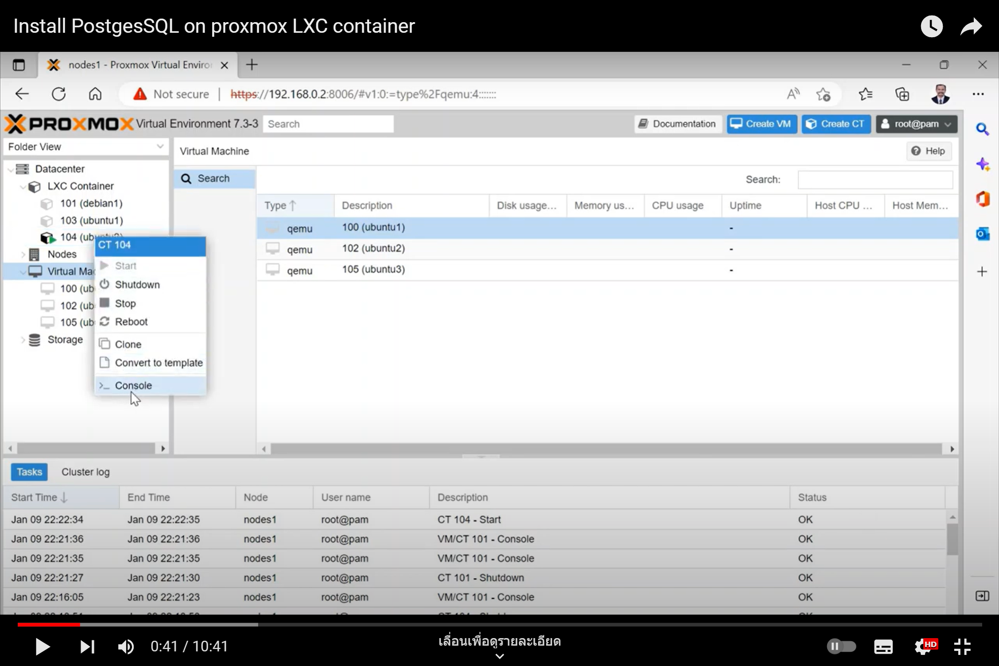 Install PostgesSQL on proxmox LXC container
nodes1 - Proxmox Virtual Enviro
Not secure | https://192.168.0.2:8006/#v1:0:=type%2Fqemu:4:::::::
PROXMOX Virtual Environment 7.3-3 Search Documentation Create VM Create CT root@pam
Folder View
Virtual Machine Help
Datacenter
LXC Container
101 (debian1)
103 (ubuntu1)
104 (ubuntu2)
Nodes
Virtual Mac
100 (ub
102 (ub
105 (ub
Storage
CT 104
Start
Shutdown
Stop
Reboot
Clone
Convert to template
Console
Search
Search:
Type Description Disk usage... Memory us... CPU usage Uptime Host CPU ... Host Mem...
qemu 100 (ubuntu1) -
qemu 102 (ubuntu2) -
qemu 105 (ubuntu3) -
Tasks Cluster log
Start Time End Time Node User name Description Status
Jan 09 22:22:34 Jan 09 22:22:35 nodes1 root@pam CT 104 - Start OK
Jan 09 22:21:36 Jan 09 22:21:36 nodes1 root@pam VM/CT 101 - Console OK
Jan 09 22:21:35 Jan 09 22:21:35 nodes1 root@pam VM/CT 101 - Console OK
Jan 09 22:21:27 Jan 09 22:21:30 nodes1 root@pam CT 101 - Shutdown OK
Jan 09 22:16:05 Jan 09 22:21:23 nodes1 root@pam VM/CT 101 - Console OK
0:41 / 10:41
เลื่อนเพื่อดูรายละเอียด
HD